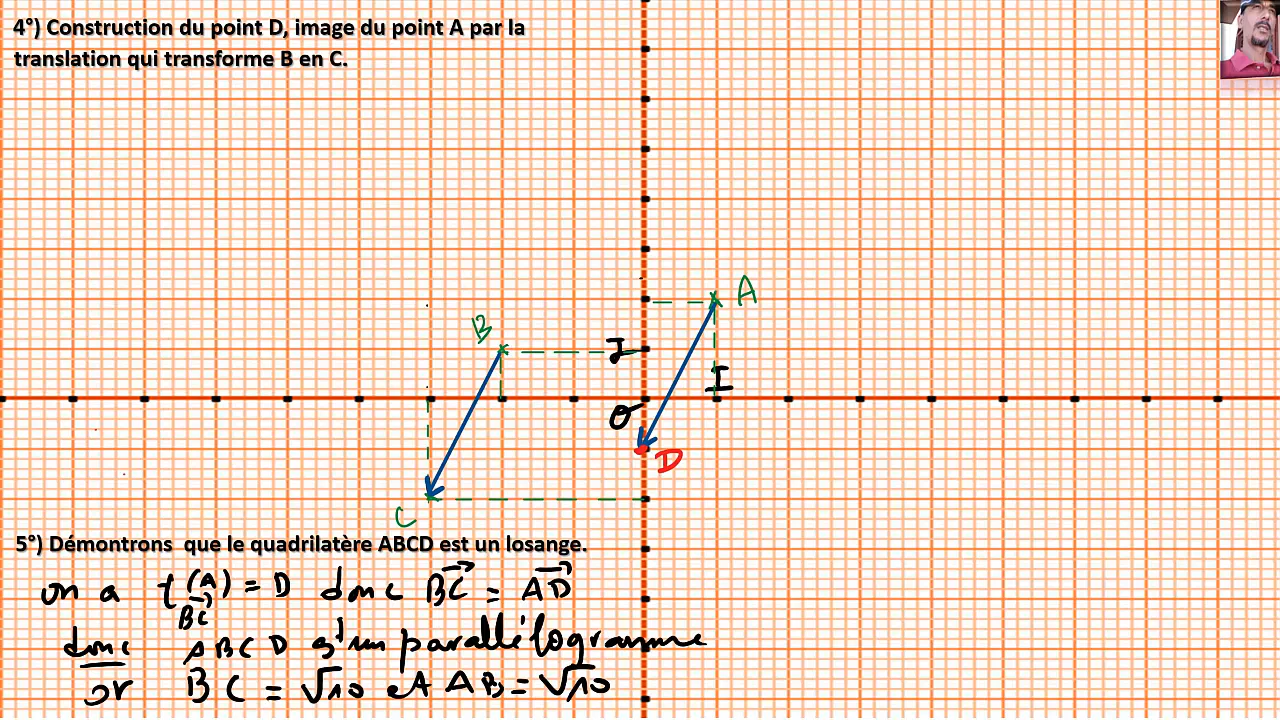 4°) Construction du point D, image du point A par la
translation qui transforme B en C.
A
B
J
I
O
D
C
5°) Démontrons que le quadrilatère ABCD est un losange.
on a t(A) = D donc BC = AD
BC
donc ABCD est un parallélogramme
or BC = √10 et AB = √10